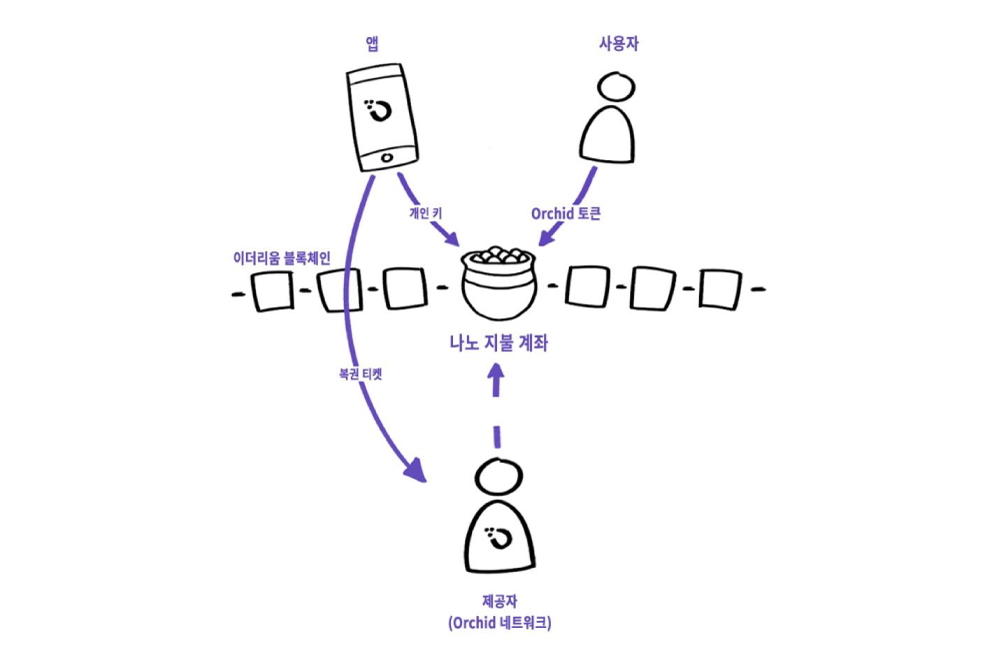 앱
사용자
개인 키
Orchid 토큰
이더리움 블록체인
나노 지불 계좌
복권 티켓
제공자
(Orchid 네트워크)